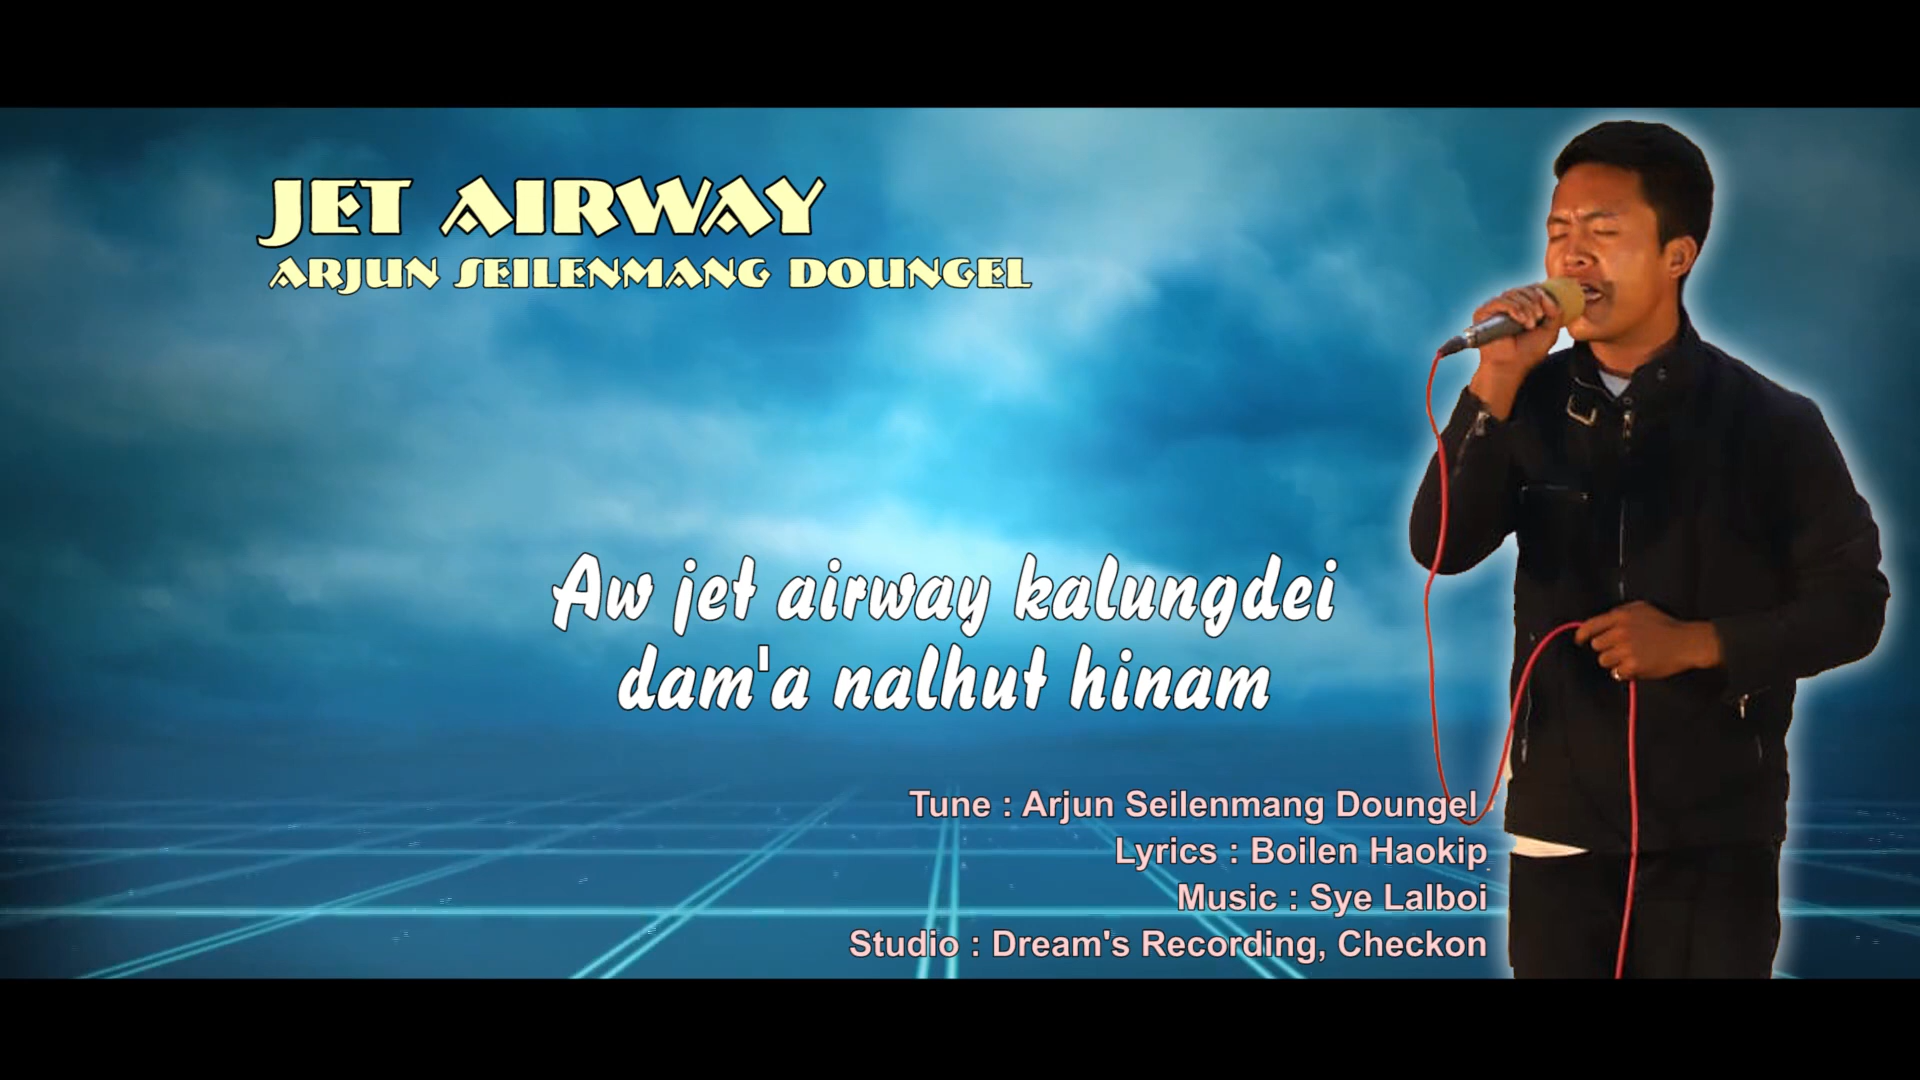 JET AIRWAY
ARJUN SEILENMANG DOUNGEL
Aw jet airway kalungdei
dam'a nalhut hinam
Tune : Arjun Seilenmang Doungel
Lyrics : Boilen Haokip
Music : Sye Lalboi
Studio : Dream's Recording, Checkon